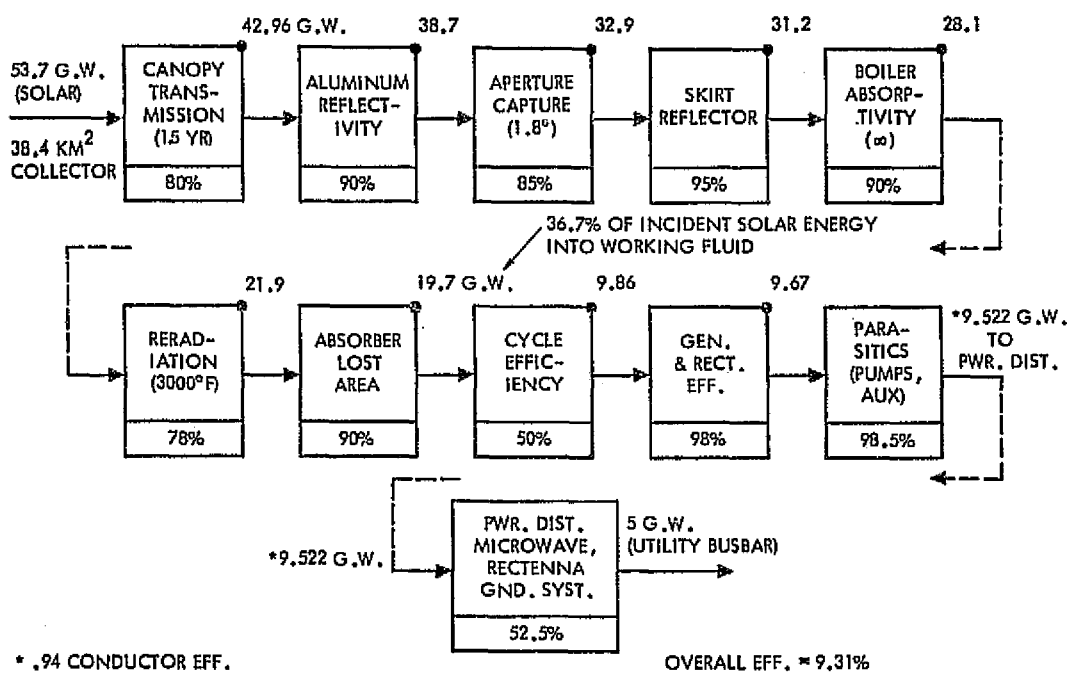 42.96 G.W.
38.7
32.9
31.2
28.1
53.7 G.W.
(SOLAR)
38.4 KM²
COLLECTOR
CANOPY
TRANS-
MISSION
(15 YR)
80%
ALUMINUM
REFLECT-
IVITY
90%
APERTURE
CAPTURE
(1.8°)
85%
SKIRT
REFLECTOR
95%
BOILER
ABSORP-
TIVITY
(∞)
90%
36.7% OF INCIDENT SOLAR ENERGY
INTO WORKING FLUID
21.9
19.7 G.W.
9.86
9.67
RERAD-
IATION
(3000°F)
78%
ABSORBER
LOST
AREA
90%
CYCLE
EFFIC-
IENCY
50%
GEN.
& RECT.
EFF.
98%
PARA-
SITICS
(PUMPS,
AUX)
98.5%
*9.522 G.W.
TO
PWR. DIST.
*9.522 G.W.
PWR. DIST.
MICROWAVE,
RECTENNA
GND. SYST.
52.5%
5 G.W.
(UTILITY BUSBAR)
* .94 CONDUCTOR EFF.
OVERALL EFF. = 9.31%